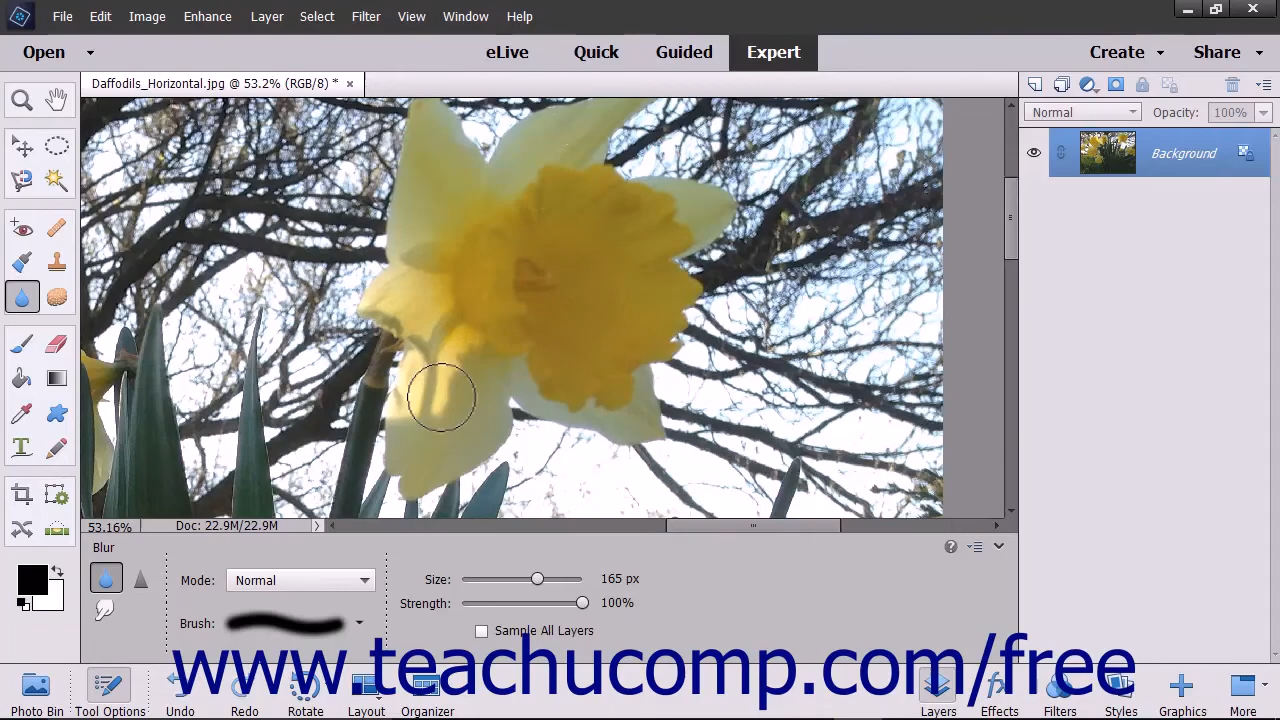 File Edit Image Enhance Layer Select Filter View Window Help
Open eLive Quick Guided Expert Create Share
Daffodils_Horizontal.jpg @ 53.2% (RGB/8) * ×
Normal Opacity: 100%
Background
53.16% Doc: 22.9M/22.9M
Blur
Mode: Normal Size: 165 px
Strength: 100%
Brush:
Sample All Layers
www.teachucomp.com/free
Photo Bin Tool Options Undo Redo Rotate Layout Organizer Layers Effects Filters Styles Graphics More